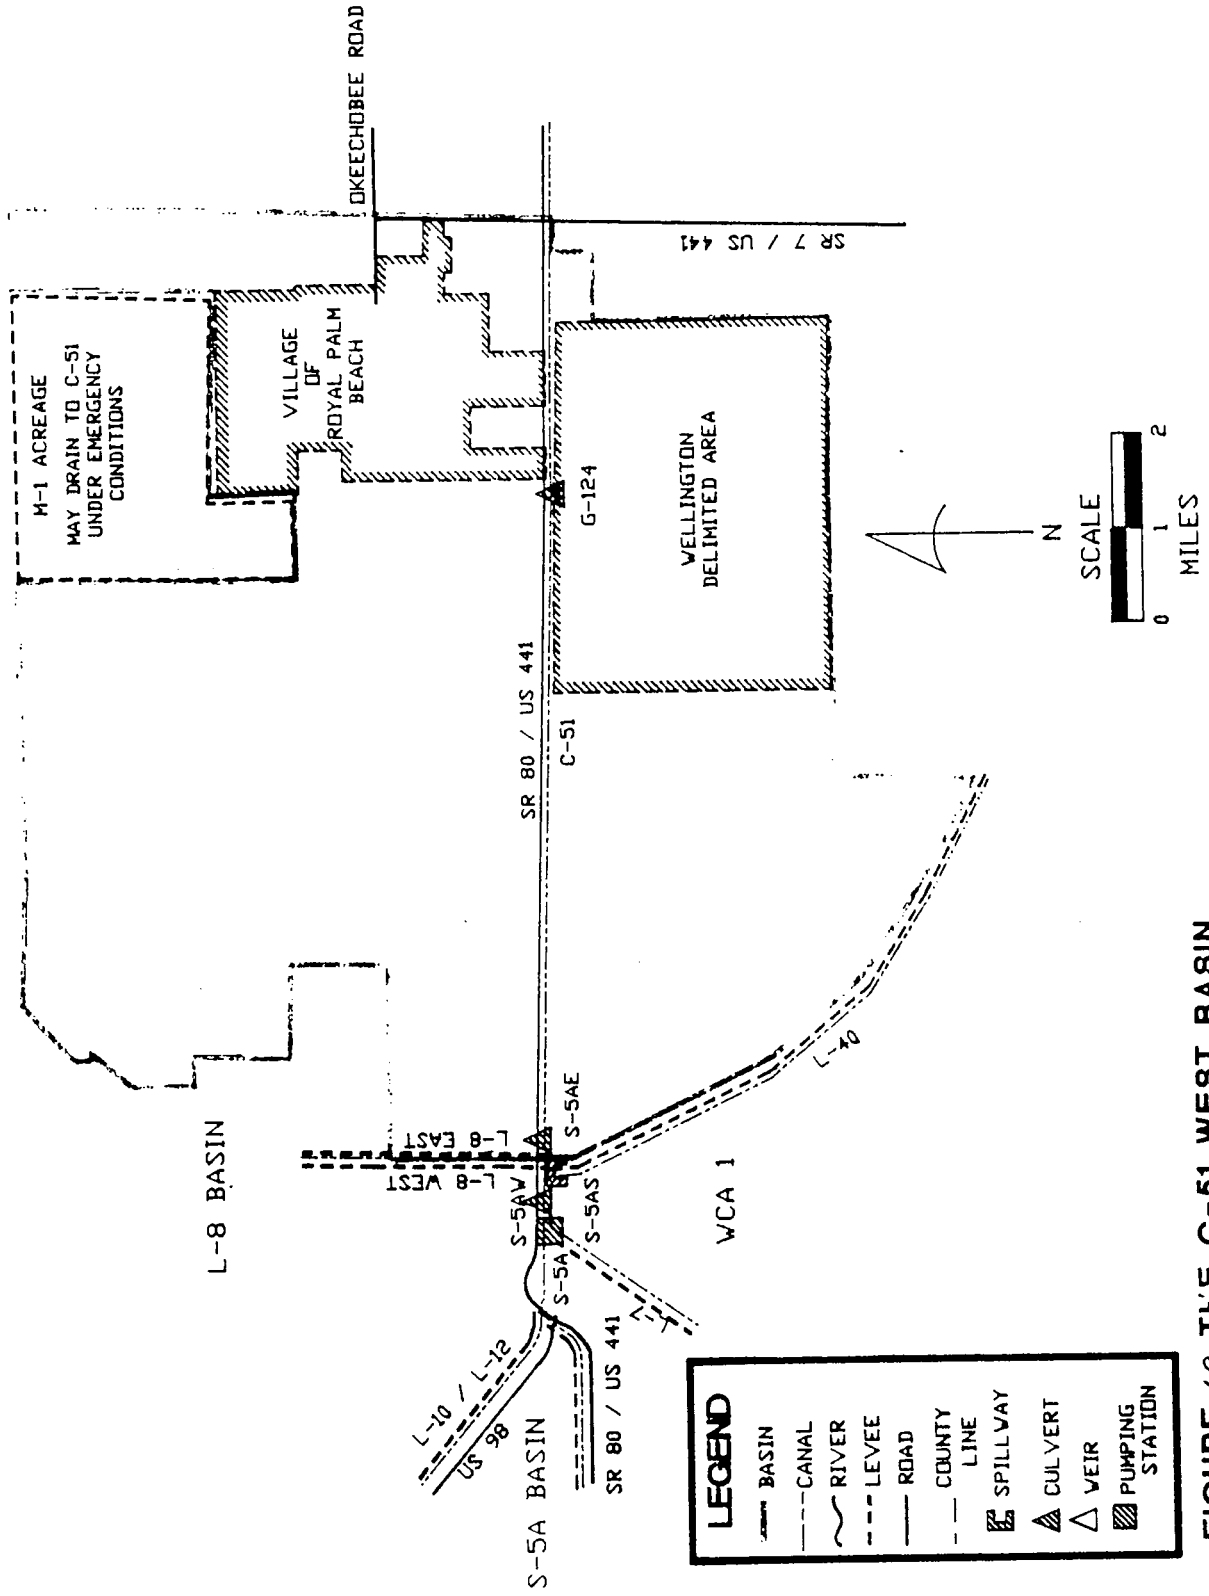 OKEECHOBEE ROAD
M-1 ACREAGE
MAY DRAIN TO C-51
UNDER EMERGENCY
CONDITIONS
VILLAGE
OF
ROYAL PALM
BEACH
SR 7 / US 441
G-124
WELLINGTON
DELIMITED AREA
SR 80 / US 441
C-51
N
SCALE
0 1 2
MILES
L-8 BASIN
L-8 EAST
L-8 WEST
S-5AE
S-5AW
S-5AS
S-5A
L-40
WCA 1
L-7
L-10 / L-12
US 98
SR 80 / US 441
S-5A BASIN
LEGEND
BASIN
CANAL
RIVER
LEVEE
ROAD
COUNTY
LINE
SPILLWAY
CULVERT
WEIR
PUMPING
STATION
FIGURE THE C-51 WEST BASIN